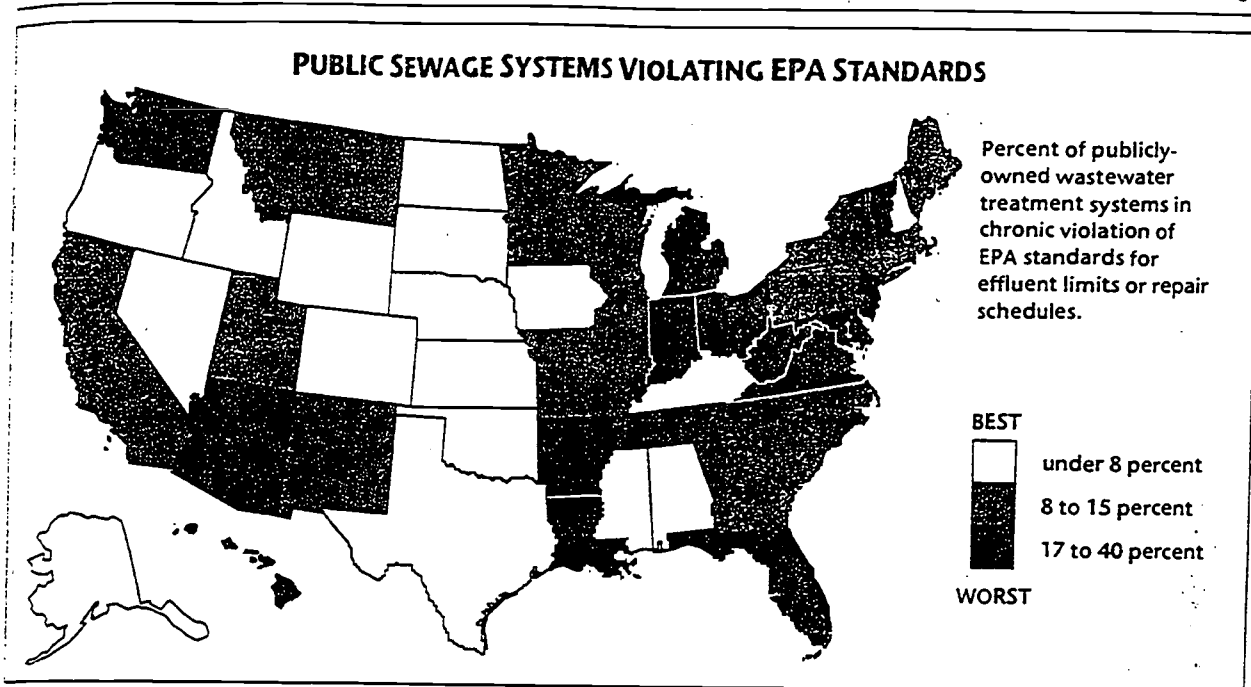 PUBLIC SEWAGE SYSTEMS VIOLATING EPA STANDARDS
Percent of publicly-
owned wastewater
treatment systems in
chronic violation of
EPA standards for
effluent limits or repair
schedules.
BEST
under 8 percent
8 to 15 percent
17 to 40 percent
WORST